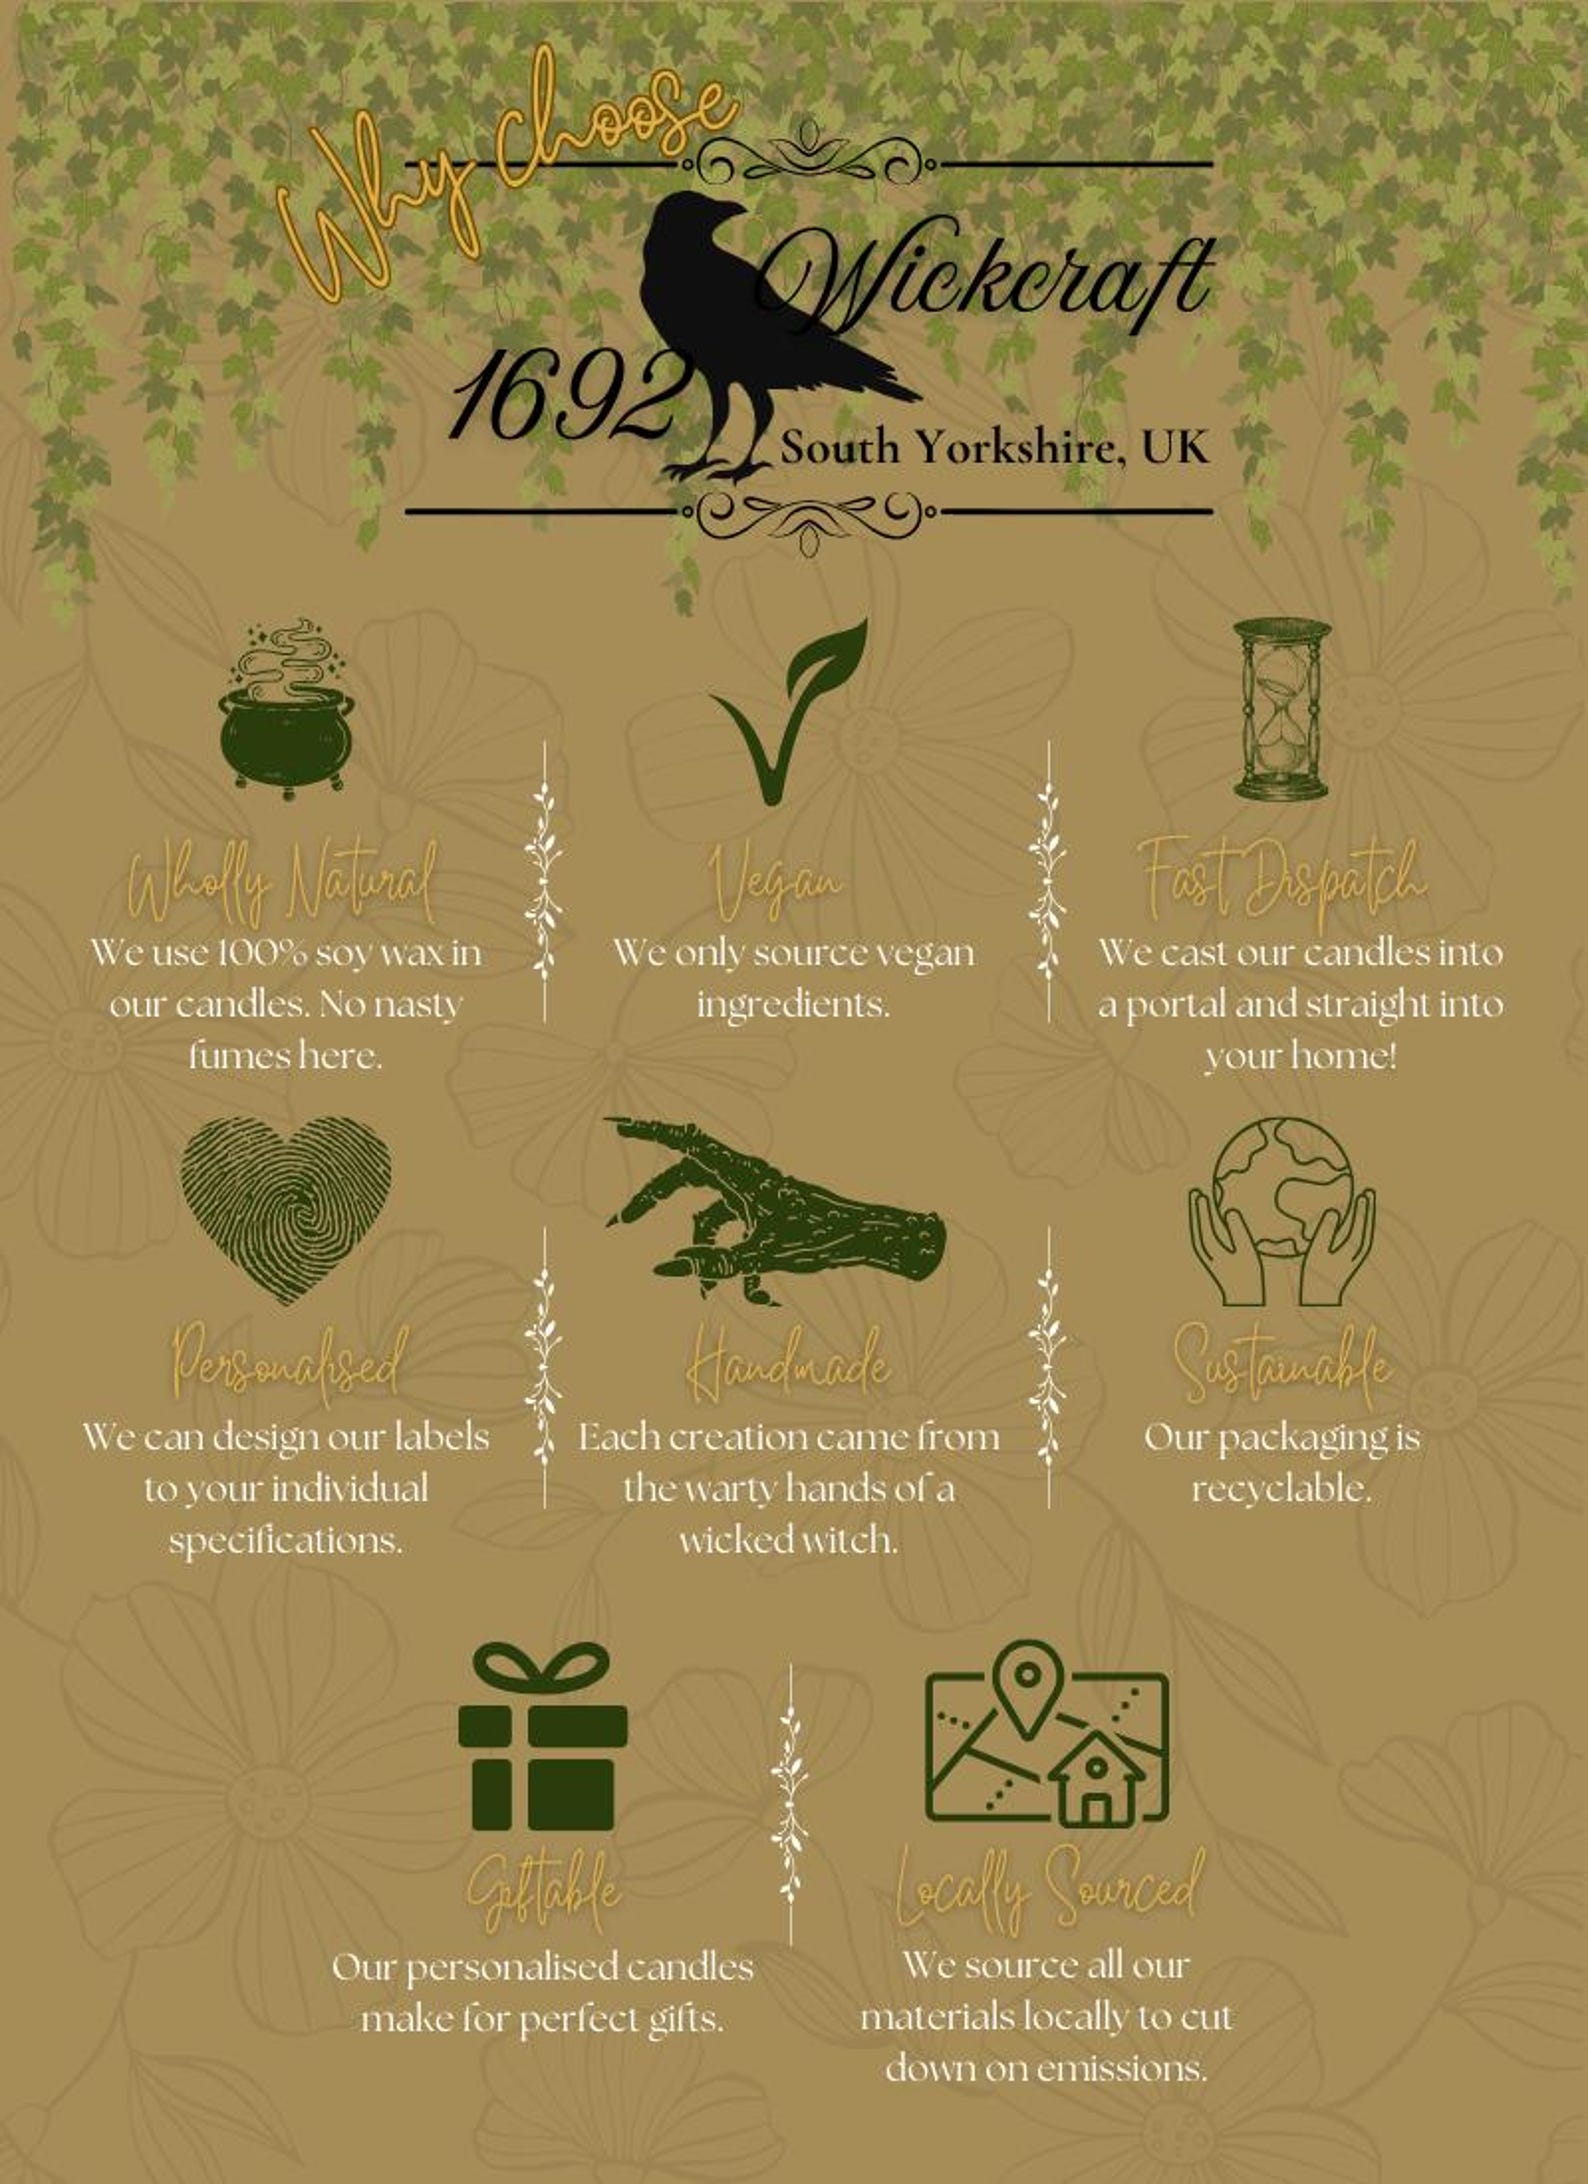 Why choose
Wickcraft
1692
South Yorkshire, UK
Wholly Natural
We use 100% soy wax in
our candles. No nasty
fumes here.
Vegan
We only source vegan
ingredients.
Fast Dispatch
We cast our candles into
a portal and straight into
your home!
Personalised
We can design our labels
to your individual
specifications.
Handmade
Each creation came from
the warty hands of a
wicked witch.
Sustainable
Our packaging is
recyclable.
Giftable
Our personalised candles
make for perfect gifts.
Locally Sourced
We source all our
materials locally to cut
down on emissions.